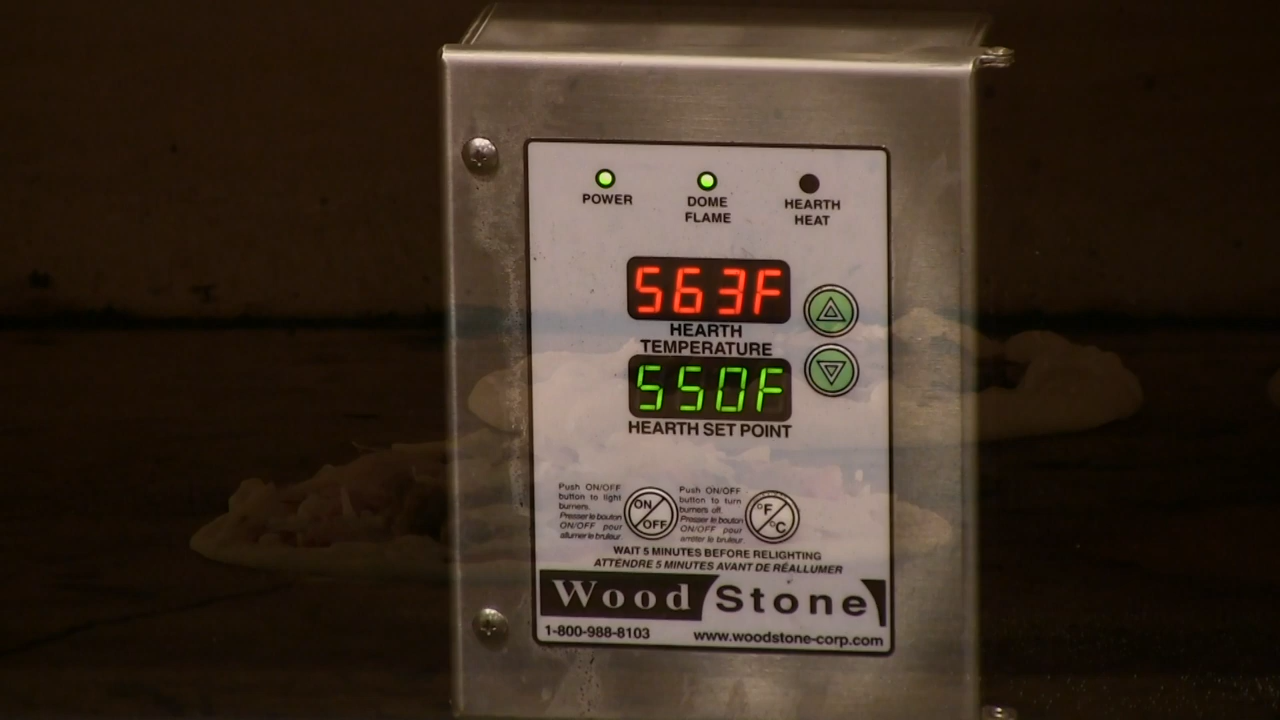 POWER
DOME
FLAME
HEARTH
HEAT
563F
HEARTH
TEMPERATURE
550F
HEARTH SET POINT
Push ON/OFF
button to light
burners.
Presser le bouton
ON/OFF pour
allumer le bruleur
ON
OFF
Push ON/OFF
button to turn
burners off.
Presser le bouton
ON/OFF pour
arreter le bruleur
°F
°C
WAIT 5 MINUTES BEFORE RELIGHTING
ATTENDRE 5 MINUTES AVANT DE RÉALLUMER
Wood Stone
1-800-988-8103
www.woodstone-corp.com